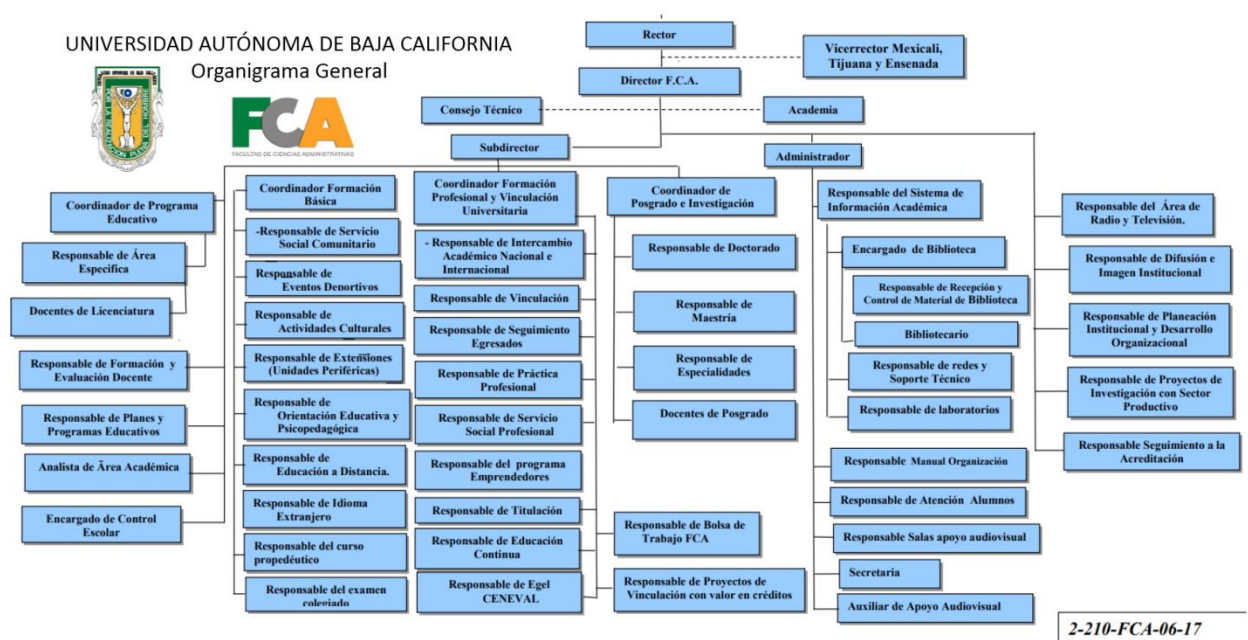 UNIVERSIDAD AUTÓNOMA DE BAJA CALIFORNIA
Organigrama General
POR LA REALIZACION PLENA DEL HOMBRE
FCA
FACULTAD DE CIENCIAS ADMINISTRATIVAS
Rector
Vicerrector Mexicali,
Tijuana y Ensenada
Director F.C.A.
Consejo Técnico
Academia
Subdirector
Administrador
Coordinador de Programa
Educativo
Responsable de Área
Específica
Docentes de Licenciatura
Responsable de Formación y
Evaluación Docente
Responsable de Planes y
Programas Educativos
Analista de Ärea Académica
Encargado de Control
Escolar
Coordinador Formación
Básica
-Responsable de Servicio
Social Comunitario
Responsable de
Eventos Deportivos
Responsable de
Actividades Culturales
Responsable de Extensiones
(Unidades Periféricas)
Responsable de
Orientación Educativa y
Psicopedagógica
Responsable de
Educación a Distancia.
Responsable de Idioma
Extranjero
Responsable del curso
propedéutico
Responsable del examen
colegiado
Coordinador Formación
Profesional y Vinculación
Universitaria
- Responsable de Intercambio
Académico Nacional e
Internacional
Responsable de Vinculación
Responsable de Seguimiento
Egresados
Responsable de Práctica
Profesional
Responsable de Servicio
Social Profesional
Responsable del programa
Emprendedores
Responsable de Titulación
Responsable de Educación
Continua
Responsable de Egel
CENEVAL
Responsable de Bolsa de
Trabajo FCA
Responsable de Proyectos de
Vinculación con valor en créditos
Coordinador de
Posgrado e Investigación
Responsable de Doctorado
Responsable de
Maestría
Responsable de
Especialidades
Docentes de Posgrado
Responsable del Sistema de
Información Académica
Encargado de Biblioteca
Responsable de Recepción y
Control de Material de Biblioteca
Bibliotecario
Responsable de redes y
Soporte Técnico
Responsable de laboratorios
Responsable Manual Organización
Responsable de Atención Alumnos
Responsable Salas apoyo audiovisual
Secretaria
Auxiliar de Apoyo Audiovisual
Responsable del Área de
Radio y Televisión.
Responsable de Difusión e
Imagen Institucional
Responsable de Planeación
Institucional y Desarrollo
Organizacional
Responsable de Proyectos de
Investigación con Sector
Productivo
Responsable Seguimiento a la
Acreditación
2-210-FCA-06-17